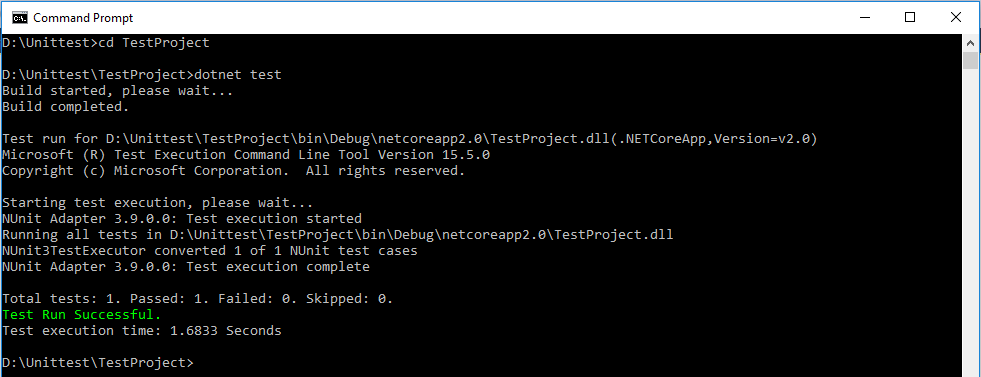 Command Prompt
D:\Unittest>cd TestProject
D:\Unittest\TestProject>dotnet test
Build started, please wait...
Build completed.
Test run for D:\Unittest\TestProject\bin\Debug\netcoreapp2.0\TestProject.dll(.NETCoreApp,Version=v2.0)
Microsoft (R) Test Execution Command Line Tool Version 15.5.0
Copyright (c) Microsoft Corporation.  All rights reserved.
Starting test execution, please wait...
NUnit Adapter 3.9.0.0: Test execution started
Running all tests in D:\Unittest\TestProject\bin\Debug\netcoreapp2.0\TestProject.dll
NUnit3TestExecutor converted 1 of 1 NUnit test cases
NUnit Adapter 3.9.0.0: Test execution complete
Total tests: 1. Passed: 1. Failed: 0. Skipped: 0.
Test Run Successful.
Test execution time: 1.6833 Seconds
D:\Unittest\TestProject>